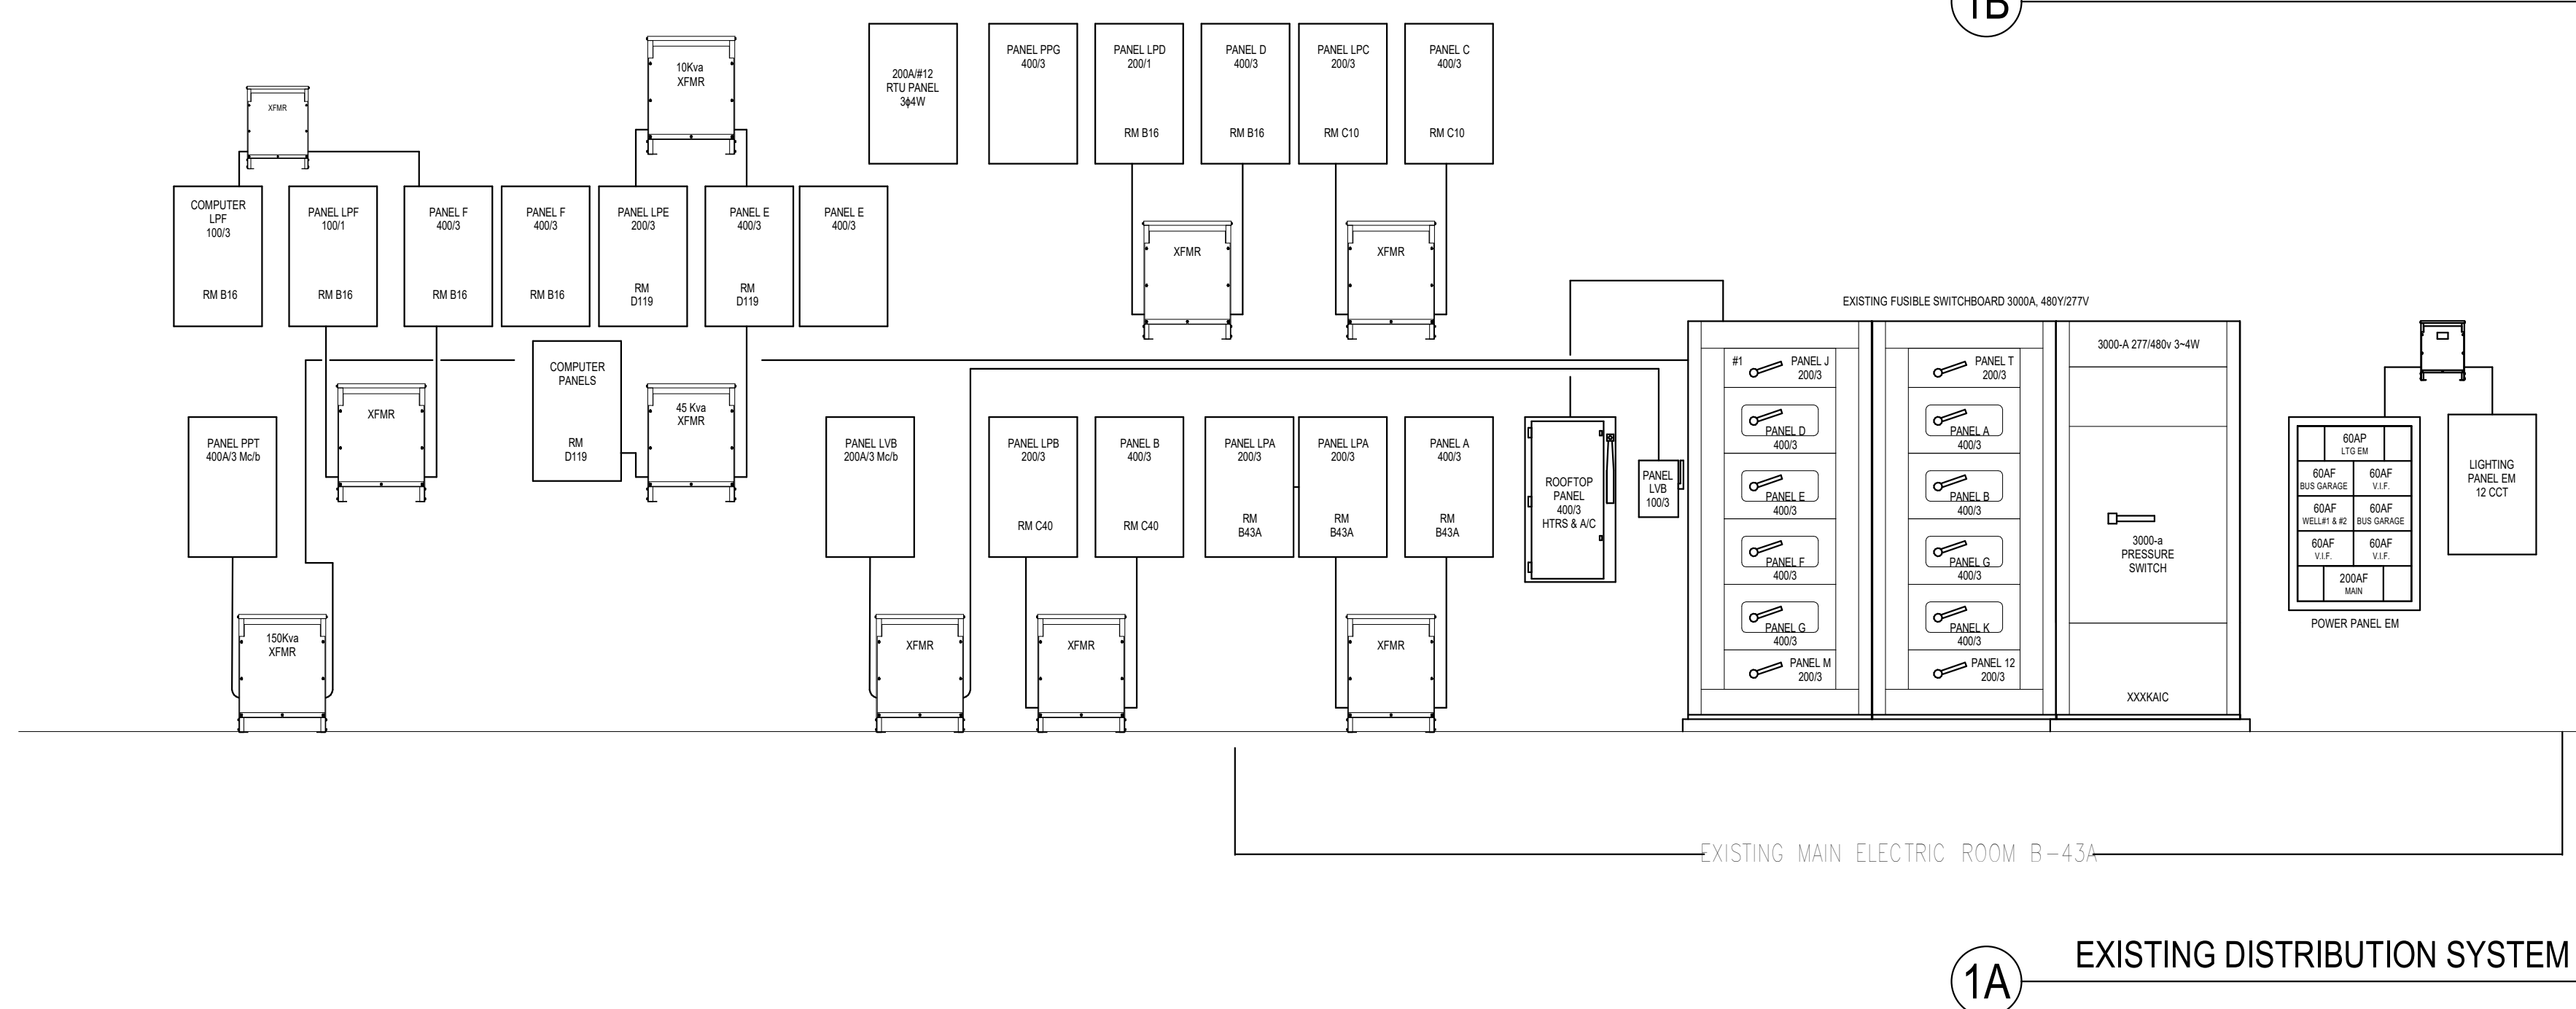 1B
10Kva
XFMR
XFMR
200A/#12
RTU PANEL
3ϕ4W
PANEL PPG
400/3
PANEL LPD
200/1
RM B16
PANEL D
400/3
RM B16
PANEL LPC
200/3
RM C10
PANEL C
400/3
RM C10
COMPUTER
LPF
100/3
RM B16
PANEL LPF
100/1
RM B16
PANEL F
400/3
RM B16
PANEL F
400/3
RM B16
PANEL LPE
200/3
RM
D119
PANEL E
400/3
RM
D119
PANEL E
400/3
XFMR
XFMR
COMPUTER
PANELS
RM
D119
XFMR
45 Kva
XFMR
PANEL PPT
400A/3 Mc/b
150Kva
XFMR
PANEL LVB
200A/3 Mc/b
XFMR
PANEL LPB
200/3
RM C40
PANEL B
400/3
RM C40
XFMR
PANEL LPA
200/3
RM
B43A
PANEL LPA
200/3
RM
B43A
PANEL A
400/3
RM
B43A
XFMR
ROOFTOP
PANEL
400/3
HTRS & A/C
PANEL
LVB
100/3
EXISTING FUSIBLE SWITCHBOARD 3000A, 480Y/277V
#1
PANEL J
200/3
PANEL D
400/3
PANEL E
400/3
PANEL F
400/3
PANEL G
400/3
PANEL M
200/3
PANEL T
200/3
PANEL A
400/3
PANEL B
400/3
PANEL G
400/3
PANEL K
400/3
PANEL 12
200/3
3000-A 277/480v 3~4W
3000-a
PRESSURE
SWITCH
XXXKAIC
60AP
LTG EM
60AF
BUS GARAGE
60AF
V.I.F.
60AF
WELL#1 & #2
60AF
BUS GARAGE
60AF
V.I.F.
60AF
V.I.F.
200AF
MAIN
POWER PANEL EM
LIGHTING
PANEL EM
12 CCT
EXISTING MAIN ELECTRIC ROOM B-43A
1A
EXISTING DISTRIBUTION SYSTEM